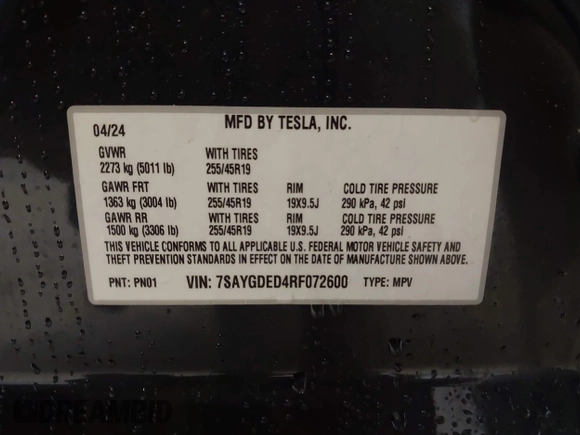 MFD BY TESLA, INC.
04/24
GVWR WITH TIRES
2273 kg (5011 lb) 255/45R19
GAWR FRT WITH TIRES RIM COLD TIRE PRESSURE
1363 kg (3004 lb) 255/45R19 19X9.5J 290 kPa, 42 psi
GAWR RR WITH TIRES RIM COLD TIRE PRESSURE
1500 kg (3306 lb) 255/45R19 19X9.5J 290 kPa, 42 psi
THIS VEHICLE CONFORMS TO ALL APPLICABLE U.S. FEDERAL MOTOR VEHICLE SAFETY AND
THEFT PREVENTION STANDARDS IN EFFECT ON THE DATE OF MANUFACTURE SHOWN ABOVE.
PNT: PN01 VIN: 7SAYGDED4RF072600 TYPE: MPV
DREAMBID